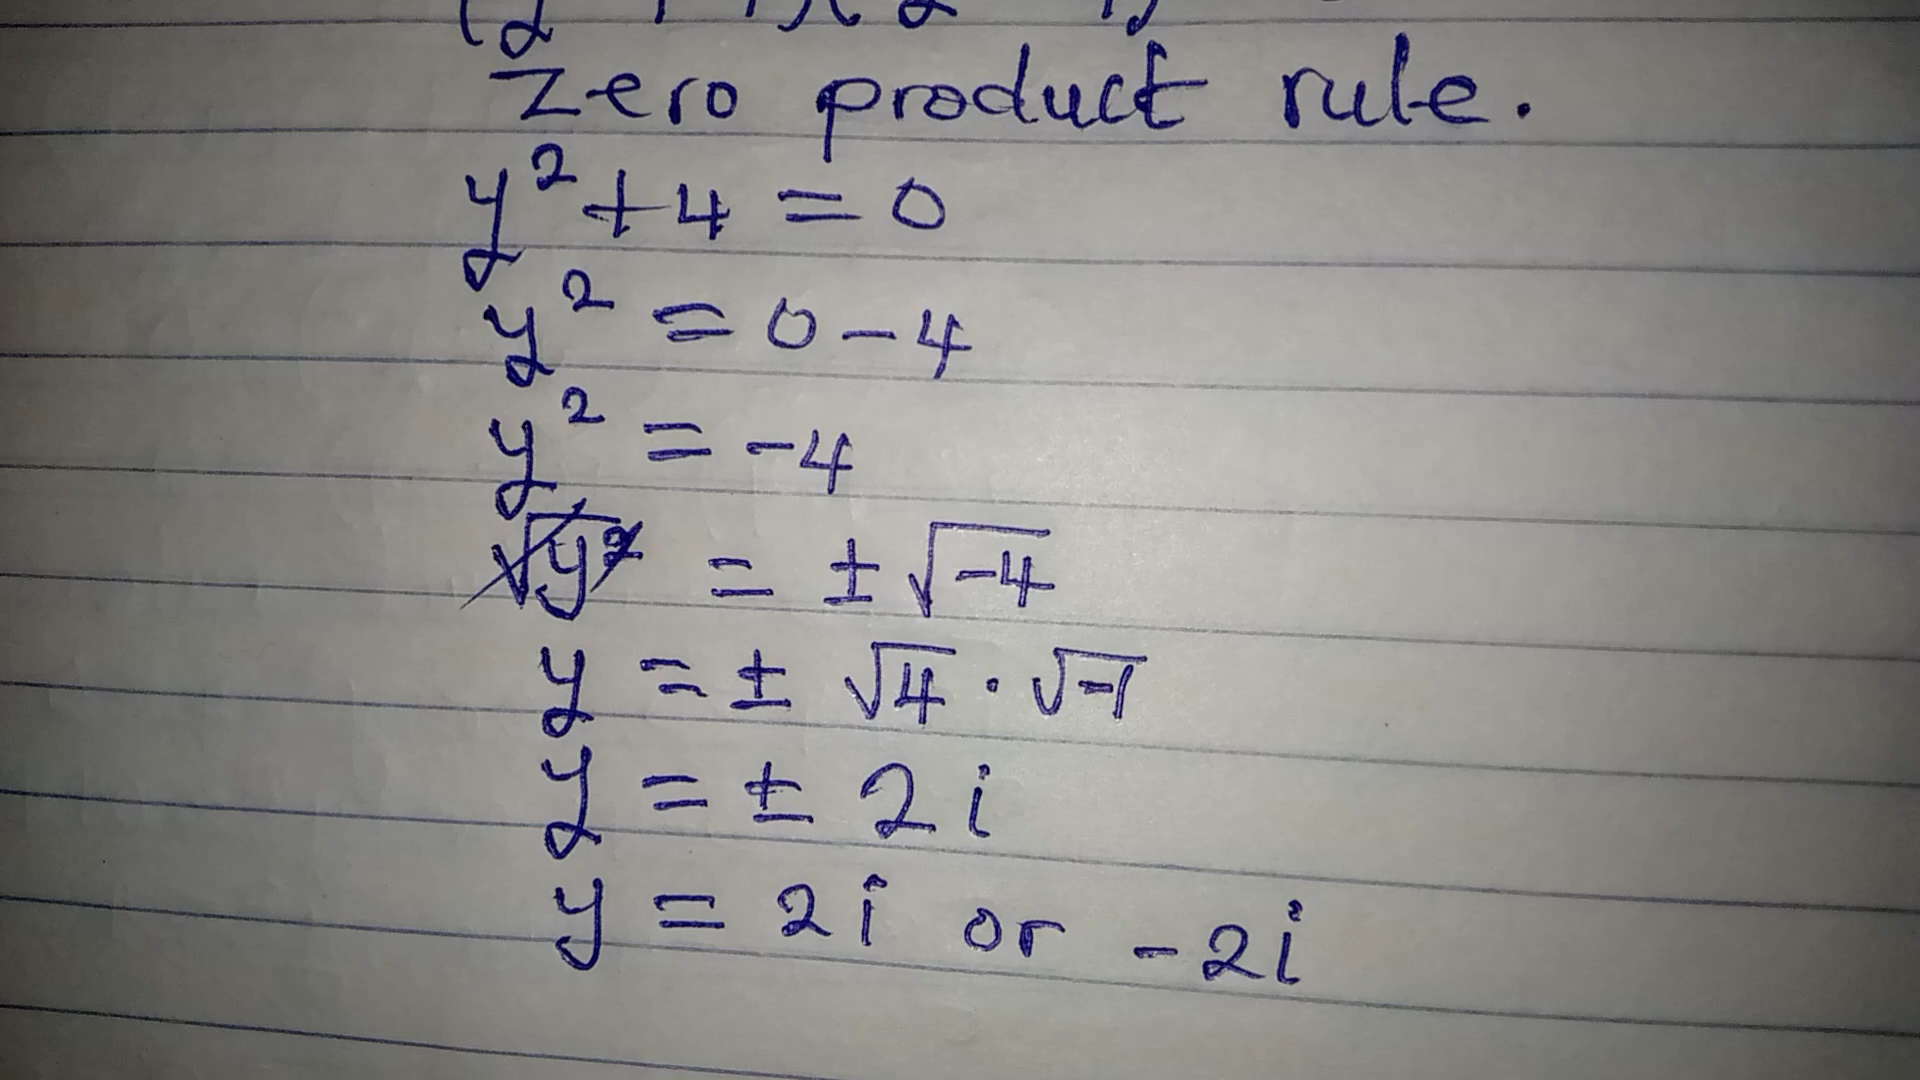 Zero product rule.
y² + 4 = 0
y² = 0 - 4
y² = -4
√y² = ± √-4
y = ± √4 · √-1
y = ± 2i
y = 2i or -2i